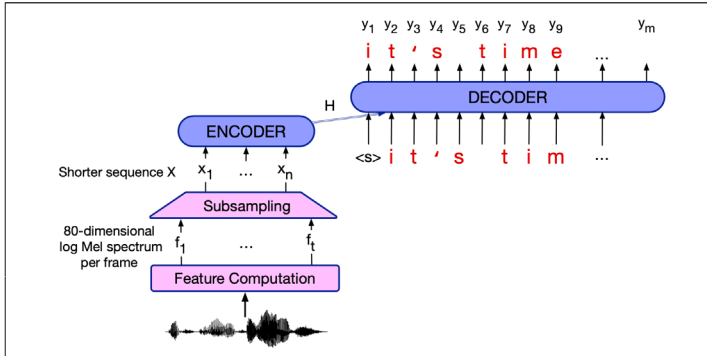 y1 y2 y3 y4 y5 y6 y7 y8 y9 ym
i t ‘ s t i m e ...
DECODER
H
ENCODER
<s> i t ‘ s t i m ...
Shorter sequence X x1 ... xn
Subsampling
80-dimensional
log Mel spectrum
per frame
f1 ... ft
Feature Computation